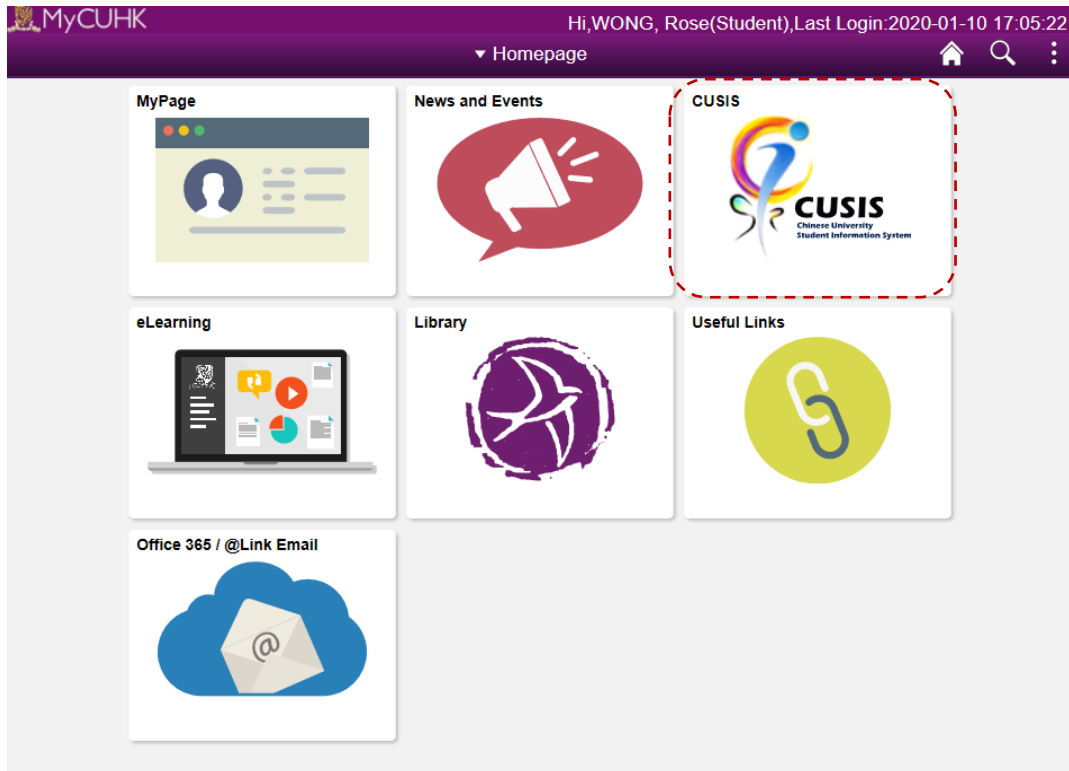 MyCUHK
Hi,WONG, Rose(Student),Last Login:2020-01-10 17:05:22
Homepage
MyPage
News and Events
CUSIS
CUSIS
Chinese University
Student Information System
eLearning
Library
Useful Links
Office 365 / @Link Email
@